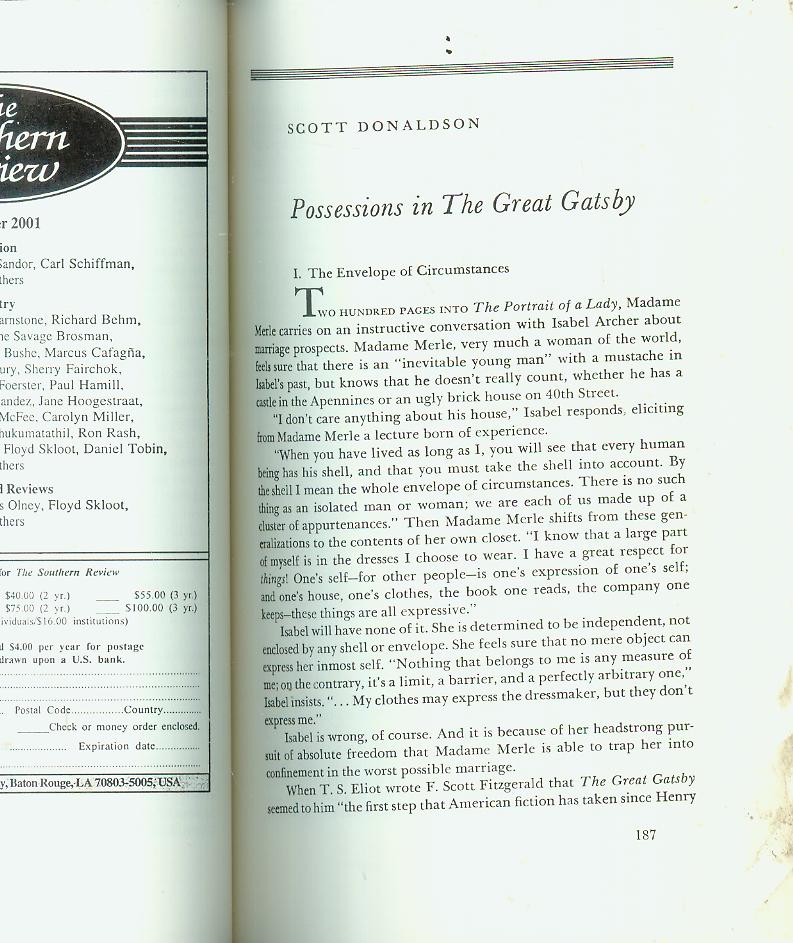 ie
hern
iew
r 2001
ion
Sandor, Carl Schiffman,
thers
try
arnstone, Richard Behm,
ne Savage Brosman,
Bushe, Marcus Cafagña,
ury, Sherry Fairchok,
Foerster, Paul Hamill,
andez, Jane Hoogestraat,
McFee, Carolyn Miller,
hukumatathil, Ron Rash,
Floyd Skloot, Daniel Tobin,
thers
l Reviews
s Olney, Floyd Skloot,
thers
for The Southern Review
$40.00 (2 yr.) ____ $55.00 (3 yr.)
$75.00 (2 yr.) ____ $100.00 (3 yr.)
ividuals/$16.00 institutions)
d $4.00 per year for postage
drawn upon a U.S. bank.
Postal Code..............Country.............
_____Check or money order enclosed.
.................... Expiration date...............
y, Baton Rouge, LA 70803-5005, USA
SCOTT DONALDSON
Possessions in The Great Gatsby
I. The Envelope of Circumstances
TWO HUNDRED PAGES INTO The Portrait of a Lady, Madame
Merle carries on an instructive conversation with Isabel Archer about
marriage prospects. Madame Merle, very much a woman of the world,
feels sure that there is an “inevitable young man” with a mustache in
Isabel’s past, but knows that he doesn’t really count, whether he has a
castle in the Apennines or an ugly brick house on 40th Street.
“I don’t care anything about his house,” Isabel responds, eliciting
from Madame Merle a lecture born of experience.
“When you have lived as long as I, you will see that every human
being has his shell, and that you must take the shell into account. By
the shell I mean the whole envelope of circumstances. There is no such
thing as an isolated man or woman; we are each of us made up of a
cluster of appurtenances.” Then Madame Merle shifts from these gen-
eralizations to the contents of her own closet. “I know that a large part
of myself is in the dresses I choose to wear. I have a great respect for
things! One’s self—for other people—is one’s expression of one’s self;
and one’s house, one’s clothes, the book one reads, the company one
keeps—these things are all expressive.”
Isabel will have none of it. She is determined to be independent, not
enclosed by any shell or envelope. She feels sure that no mere object can
express her inmost self. “Nothing that belongs to me is any measure of
me; on the contrary, it’s a limit, a barrier, and a perfectly arbitrary one,”
Isabel insists. “. . . My clothes may express the dressmaker, but they don’t
express me.”
Isabel is wrong, of course. And it is because of her headstrong pur-
suit of absolute freedom that Madame Merle is able to trap her into
confinement in the worst possible marriage.
When T. S. Eliot wrote F. Scott Fitzgerald that The Great Gatsby
seemed to him “the first step that American fiction has taken since Henry
187